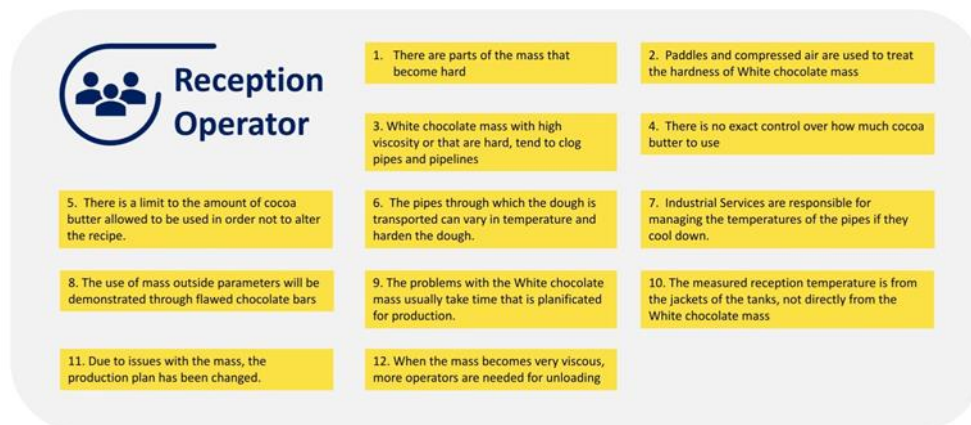 Reception
Operator
1. There are parts of the mass that
become hard
2. Paddles and compressed air are used to treat
the hardness of White chocolate mass
3. White chocolate mass with high
viscosity or that are hard, tend to clog
pipes and pipelines
4. There is no exact control over how much cocoa
butter to use
5. There is a limit to the amount of cocoa
butter allowed to be used in order not to alter
the recipe.
6. The pipes through which the dough is
transported can vary in temperature and
harden the dough.
7. Industrial Services are responsible for
managing the temperatures of the pipes if they
cool down.
8. The use of mass outside parameters will be
demonstrated through flawed chocolate bars
9. The problems with the White chocolate
mass usually take time that is planificated
for production.
10. The measured reception temperature is from
the jackets of the tanks, not directly from the
White chocolate mass
11. Due to issues with the mass, the
production plan has been changed.
12. When the mass becomes very viscous,
more operators are needed for unloading